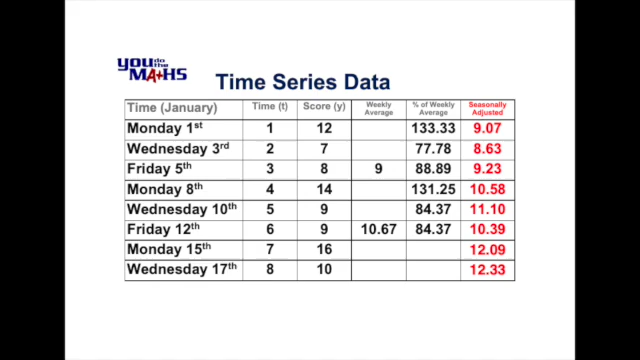 you do the
MA+HS
Time Series Data
Time (January) Time (t) Score (y) Weekly Average % of Weekly Average Seasonally Adjusted
Monday 1st 1 12 133.33 9.07
Wednesday 3rd 2 7 77.78 8.63
Friday 5th 3 8 9 88.89 9.23
Monday 8th 4 14 131.25 10.58
Wednesday 10th 5 9 84.37 11.10
Friday 12th 6 9 10.67 84.37 10.39
Monday 15th 7 16 12.09
Wednesday 17th 8 10 12.33